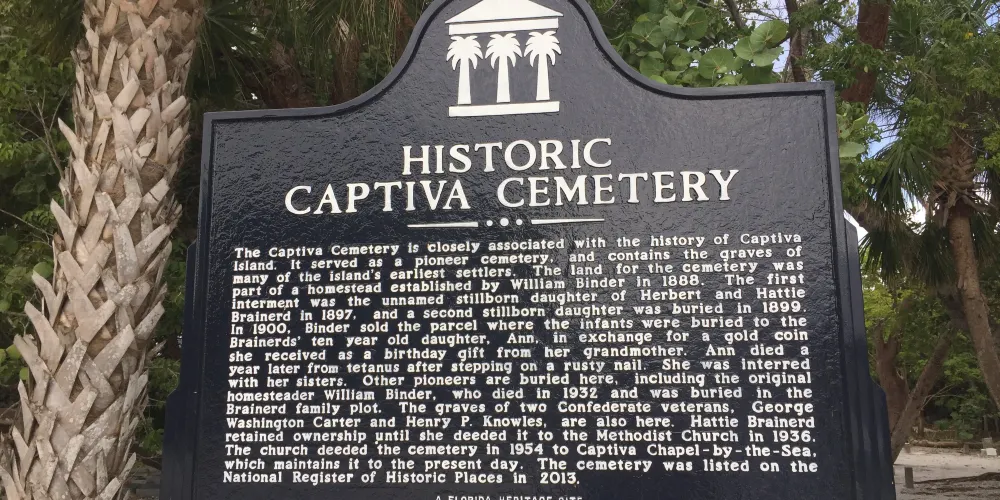 HISTORIC
CAPTIVA CEMETERY
The Captiva Cemetery is closely associated with the history of Captiva
Island. It served as a pioneer cemetery, and contains the graves of
many of the island's earliest settlers. The land for the cemetery was
part of a homestead established by William Binder in 1888. The first
interment was the unnamed stillborn daughter of Herbert and Hattie
Brainerd in 1897, and a second stillborn daughter was buried in 1899.
In 1900, Binder sold the parcel where the infants were buried to the
Brainerds' ten year old daughter, Ann, in exchange for a gold coin
she received as a birthday gift from her grandmother. Ann died a
year later from tetanus after stepping on a rusty nail. She was interred
with her sisters. Other pioneers are buried here, including the original
homesteader William Binder, who died in 1932 and was buried in the
Brainerd family plot. The graves of two Confederate veterans, George
Washington Carter and Henry P. Knowles, are also here. Hattie Brainerd
retained ownership until she deeded it to the Methodist Church in 1936.
The church deeded the cemetery in 1954 to Captiva Chapel-by-the-Sea,
which maintains it to the present day. The cemetery was listed on the
National Register of Historic Places in 2013.
A FLORIDA HERITAGE SITE